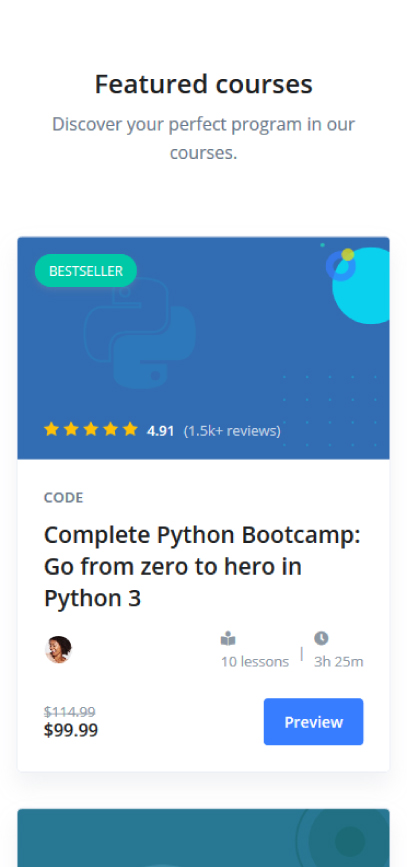 Featured courses
Discover your perfect program in our
courses.
BESTSELLER
4.91 (1.5k+ reviews)
CODE
Complete Python Bootcamp:
Go from zero to hero in
Python 3
10 lessons | 3h 25m
$114.99
$99.99
Preview